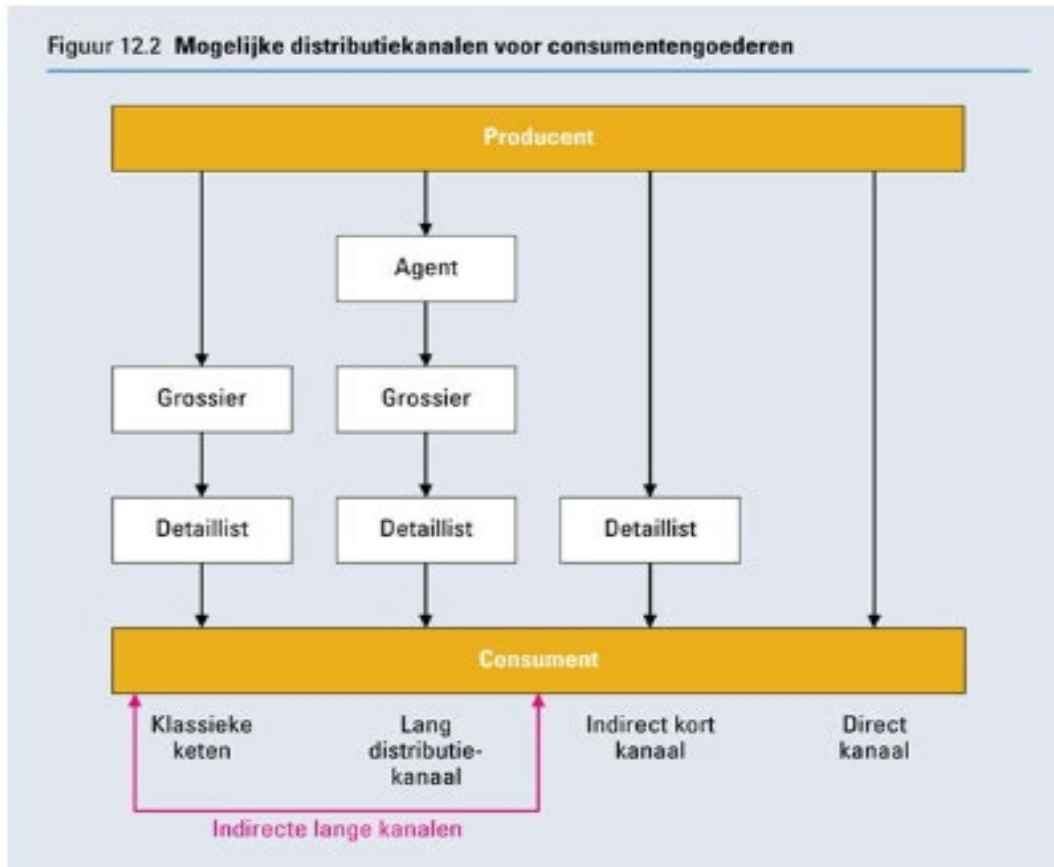 Figuur 12.2 Mogelijke distributiekanalen voor consumentengoederen
Producent
Agent
Grossier
Grossier
Detaillist
Detaillist
Detaillist
Consument
Klassieke
keten
Lang
distributie-
kanaal
Indirect kort
kanaal
Direct
kanaal
Indirecte lange kanalen